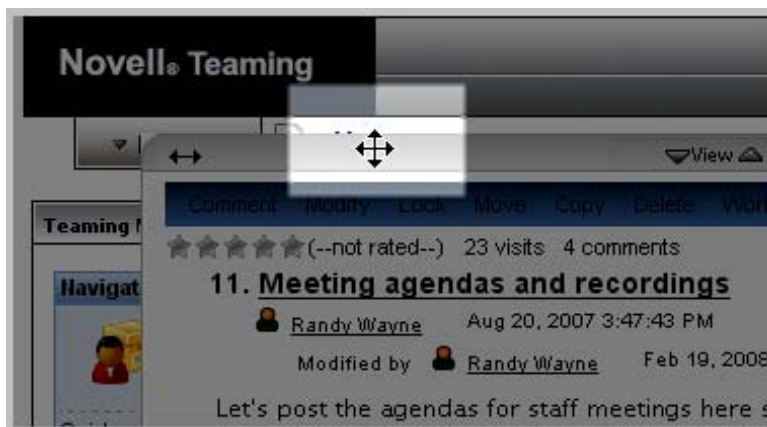 Novell® Teaming
View
Comment Modify Lock Move Copy Delete
Teaming
(--not rated--) 23 visits 4 comments
Navigat
11. Meeting agendas and recordings
Randy Wayne Aug 20, 2007 3:47:43 PM
Modified by Randy Wayne Feb 19, 2008
Let's post the agendas for staff meetings here s